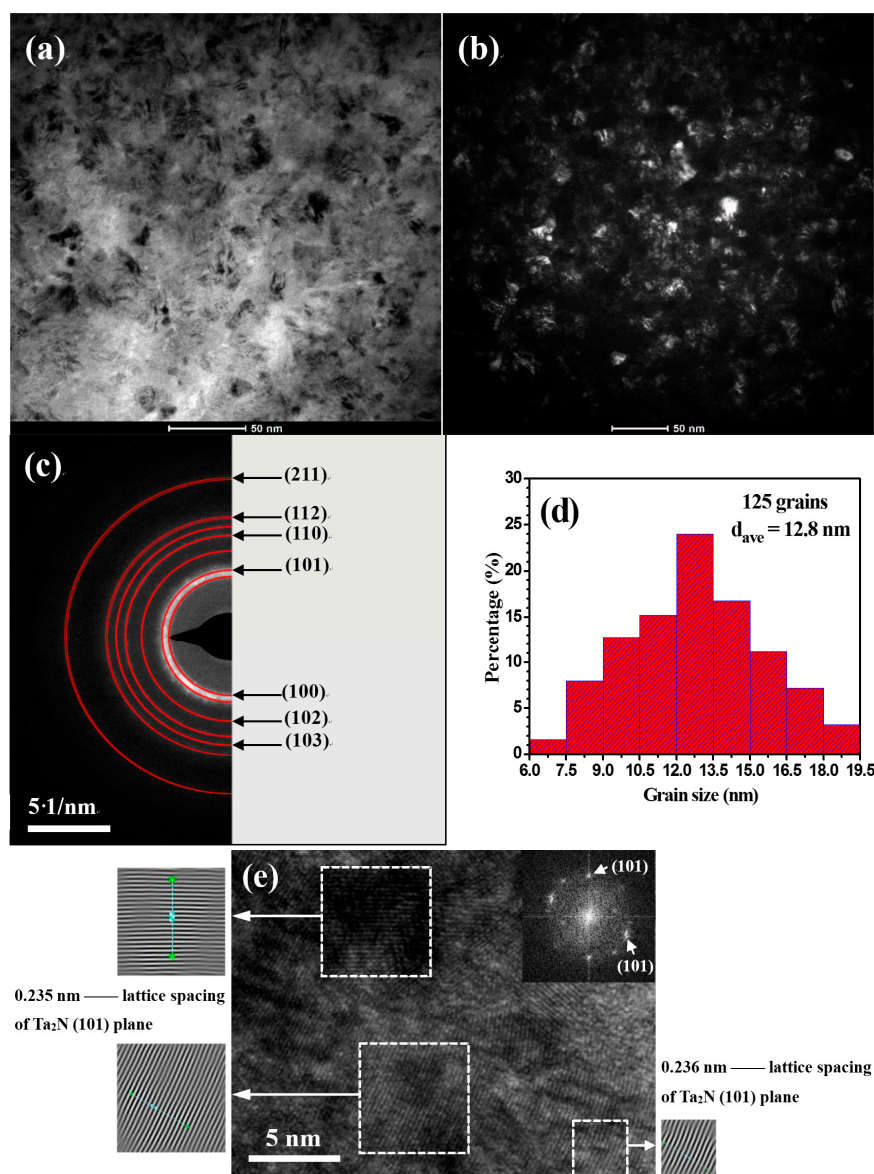 (a)
(b)
50 nm
50 nm
(c)
(211)
(112)
(110)
(101)
(100)
(102)
(103)
5·1/nm
(d)
125 grains
dave = 12.8 nm
Percentage (%)
30
25
20
15
10
5
0
6.0 7.5 9.0 10.5 12.0 13.5 15.0 16.5 18.0 19.5
Grain size (nm)
(e)
(101)
(101)
0.235 nm —— lattice spacing
of Ta₂N (101) plane
0.236 nm —— lattice spacing
of Ta₂N (101) plane
5 nm